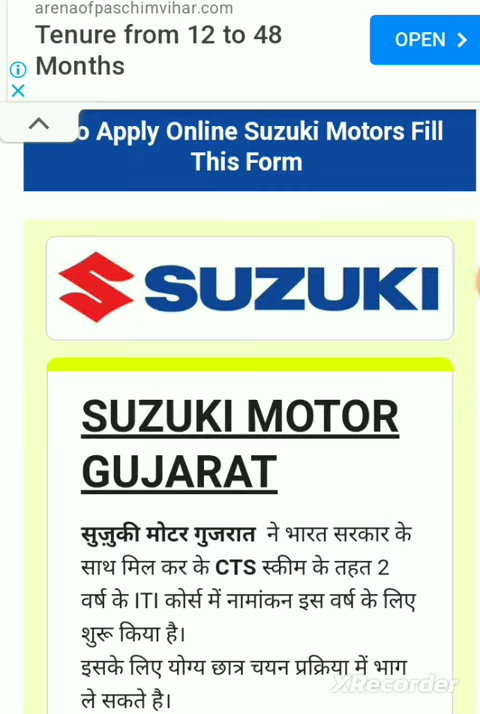 arenaofpaschimvihar.com
Tenure from 12 to 48
Months
OPEN
Apply Online Suzuki Motors Fill
This Form
SUZUKI
SUZUKI MOTOR
GUJARAT
सुज़ुकी मोटर गुजरात ने भारत सरकार के
साथ मिल कर के CTS स्कीम के तहत 2
वर्ष के ITI कोर्स में नामांकन इस वर्ष के लिए
शुरू किया है।
इसके लिए योग्य छात्र चयन प्रक्रिया में भाग
ले सकते है।
XRecorder